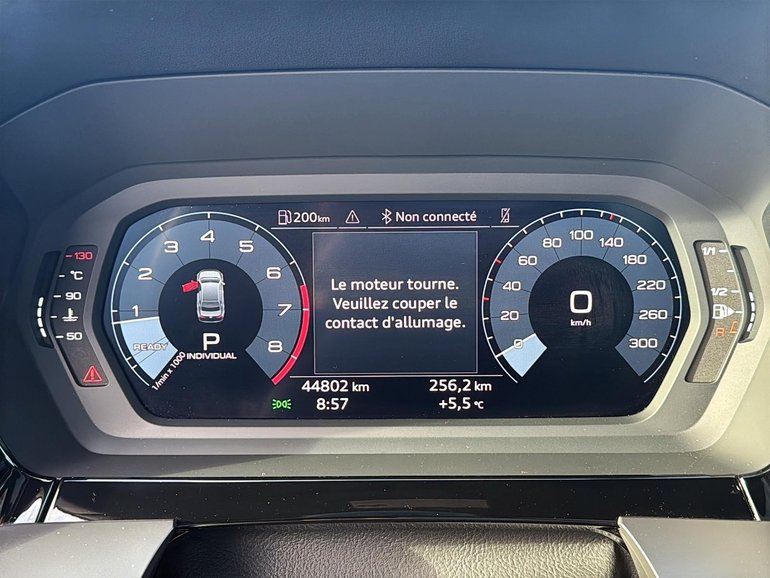 200km
Non connecté
130
°C
90
50
1
2
3
4
5
6
7
8
READY
1/min x 1000
P
INDIVIDUAL
Le moteur tourne.
Veuillez couper le
contact d'allumage.
0
20
40
60
80
100
140
180
220
260
300
0
km/h
1/1
1/2
R
44802 km
256,2 km
8:57
+5,5 °C